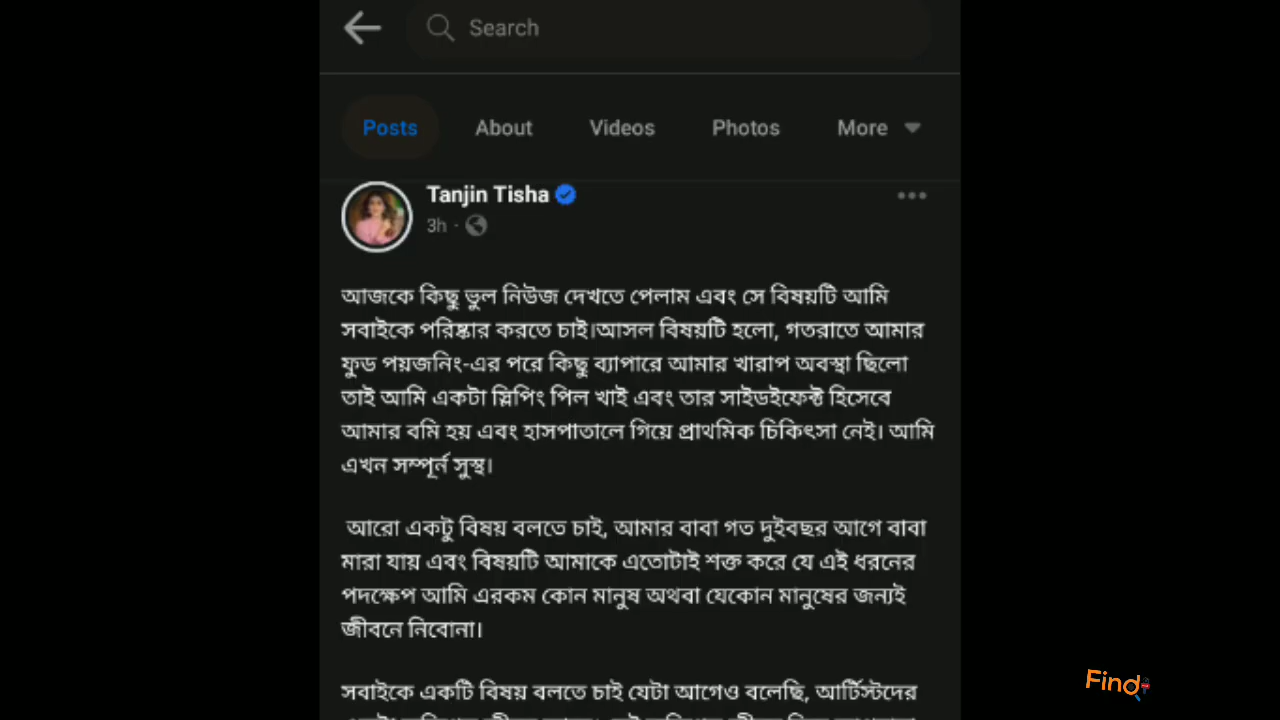 Search
Posts About Videos Photos More
Tanjin Tisha
3h ·
আজকে কিছু ভুল নিউজ দেখতে পেলাম এবং সে বিষয়টি আমি
সবাইকে পরিষ্কার করতে চাই।আসল বিষয়টি হলো, গতরাতে আমার
ফুড পয়জনিং-এর পরে কিছু ব্যাপারে আমার খারাপ অবস্থা ছিলো
তাই আমি একটা স্লিপিং পিল খাই এবং তার সাইডইফেক্ট হিসেবে
আমার বমি হয় এবং হাসপাতালে গিয়ে প্রাথমিক চিকিৎসা নেই। আমি
এখন সম্পূর্ন সুস্থ।
আরো একটু বিষয় বলতে চাই, আমার বাবা গত দুইবছর আগে বাবা
মারা যায় এবং বিষয়টি আমাকে এতোটাই শক্ত করে যে এই ধরনের
পদক্ষেপ আমি এরকম কোন মানুষ অথবা যেকোন মানুষের জন্যই
জীবনে নিবোনা।
সবাইকে একটি বিষয় বলতে চাই যেটা আগেও বলেছি, আর্টিস্টদের
Find